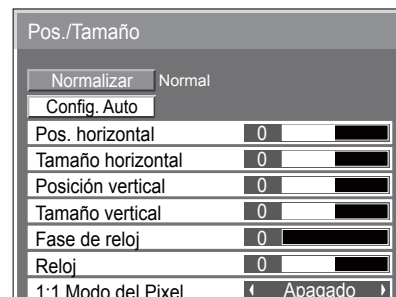 Pos./Tamaño
Normalizar Normal
Config. Auto
Pos. horizontal 0
Tamaño horizontal 0
Posición vertical 0
Tamaño vertical 0
Fase de reloj 0
Reloj 0
1:1 Modo del Pixel Apagado